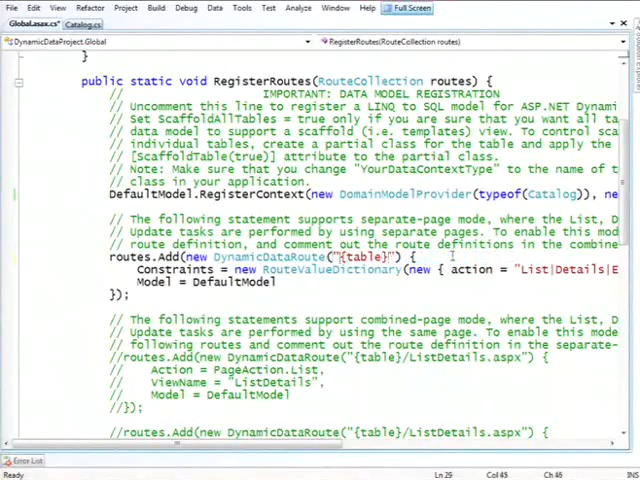 File Edit View Refactor Project Build Debug Data Tools Test Analyze Window Help Full Screen
Global.asax.cs* Catalog.cs
DynamicDataProject.Global RegisterRoutes(RouteCollection routes)
}
public static void RegisterRoutes(RouteCollection routes) {
// IMPORTANT: DATA MODEL REGISTRATION
// Uncomment this line to register a LINQ to SQL model for ASP.NET Dynami
// Set ScaffoldAllTables = true only if you are sure that you want all ta
// data model to support a scaffold (i.e. templates) view. To control sca
// individual tables, create a partial class for the table and apply the
// [ScaffoldTable(true)] attribute to the partial class.
// Note: Make sure that you change "YourDataContextType" to the name of t
// class in your application.
DefaultModel.RegisterContext(new DomainModelProvider(typeof(Catalog)), ne
// The following statement supports separate-page mode, where the List, D
// Update tasks are performed by using separate pages. To enable this mod
// route definition, and comment out the route definitions in the combine
routes.Add(new DynamicDataRoute("{table}") {
Constraints = new RouteValueDictionary(new { action = "List|Details|E
Model = DefaultModel
});
// The following statements support combined-page mode, where the List, D
// Update tasks are performed by using the same page. To enable this mode
// following routes and comment out the route definition in the separate-
//routes.Add(new DynamicDataRoute("{table}/ListDetails.aspx") {
// Action = PageAction.List,
// ViewName = "ListDetails",
// Model = DefaultModel
//});
//routes.Add(new DynamicDataRoute("{table}/ListDetails.aspx") {
Error List
Ready Ln 29 Col 45 Ch 45 INS